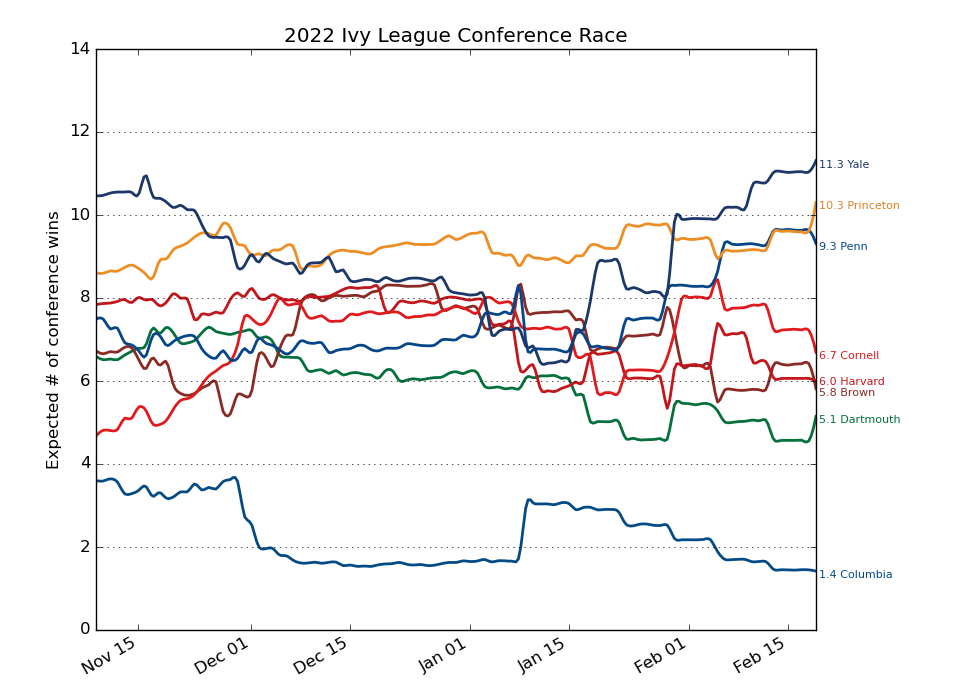 2022 Ivy League Conference Race
Expected # of conference wins
14
12
10
8
6
4
2
0
11.3 Yale
10.3 Princeton
9.3 Penn
6.7 Cornell
6.0 Harvard
5.8 Brown
5.1 Dartmouth
1.4 Columbia
Nov 15
Dec 01
Dec 15
Jan 01
Jan 15
Feb 01
Feb 15